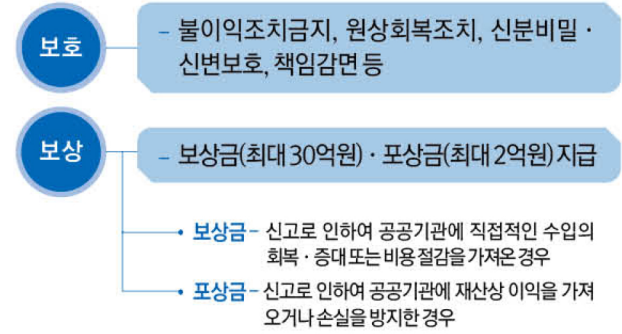 보호
– 불이익조치금지, 원상회복조치, 신분비밀 ·
신변보호, 책임감면 등
보상
– 보상금(최대 30억원) · 포상금(최대 2억원) 지급
• 보상금 – 신고로 인하여 공공기관에 직접적인 수입의
회복 · 증대 또는 비용 절감을 가져온 경우
• 포상금 – 신고로 인하여 공공기관에 재산상 이익을 가져
오거나 손실을 방지한 경우